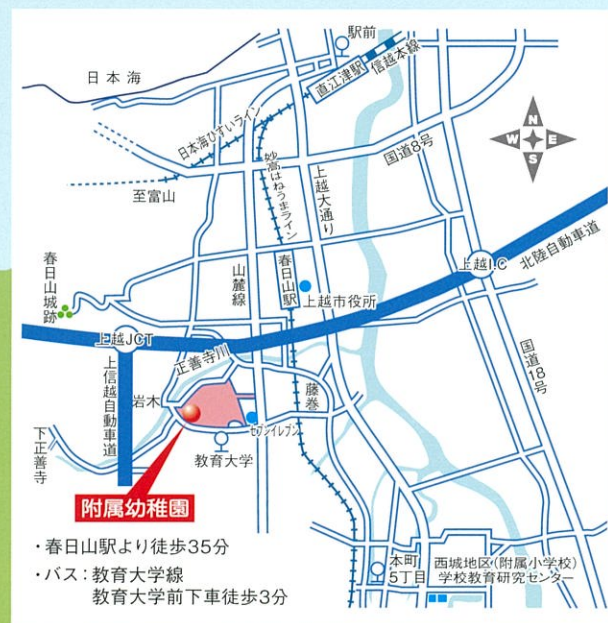 駅前
日本海
直江津駅
信越本線
日本海ひすいライン
N
W E
S
妙高はねうまライン
上越大通り
国道8号
至富山
春日山城跡
山麓線
春日山駅
上越市役所
上越I.C
北陸自動車道
上越JCT
正善寺川
国道18号
上信越自動車道
岩木
藤巻
セブンイレブン
下正善寺
教育大学
附属幼稚園
・春日山駅より徒歩35分
・バス：教育大学線
教育大学前下車徒歩3分
本町
5丁目
西城地区(附属小学校)
学校教育研究センター